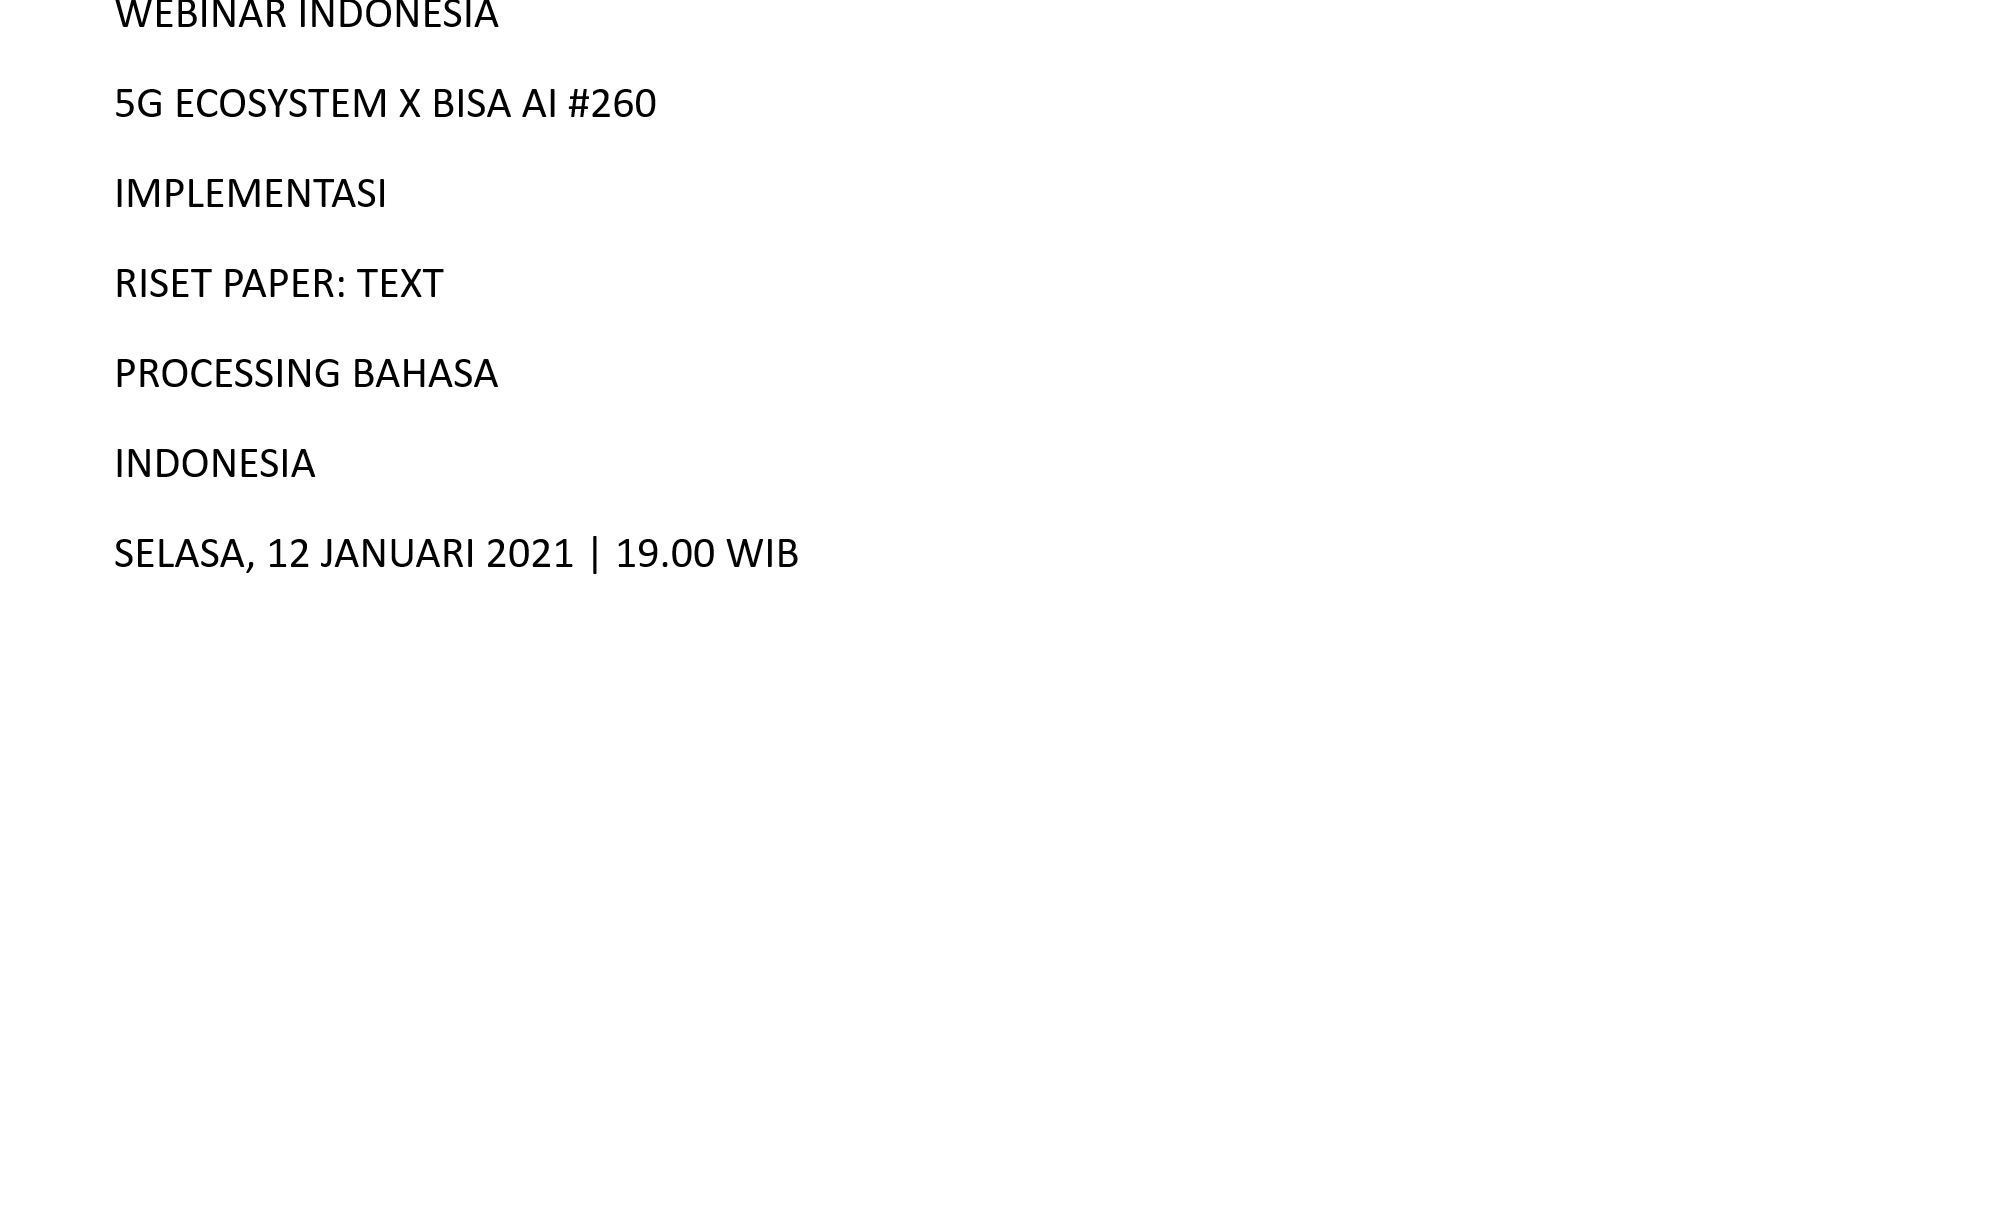 WEBINAR INDONESIA
5G ECOSYSTEM X BISA AI #260
IMPLEMENTASI
RISET PAPER: TEXT
PROCESSING BAHASA
INDONESIA
SELASA, 12 JANUARI 2021 | 19.00 WIB